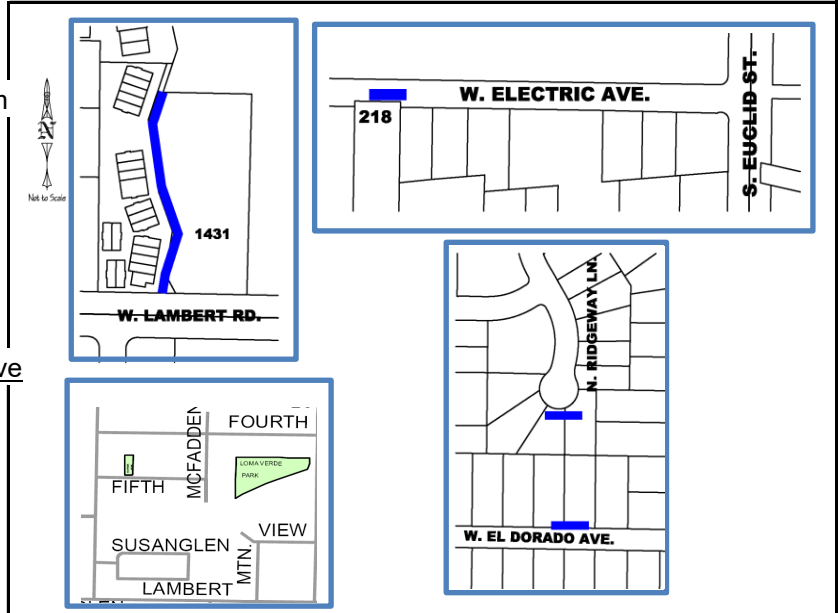 N
Not to Scale
1431
W. LAMBERT RD.
W. ELECTRIC AVE.
218
S. EUCLID ST.
N. RIDGEWAY LN.
W. EL DORADO AVE.
ve
FOURTH
MCFADDEN
LOMA VERDE
PARK
FIFTH
VIEW
MTN.
SUSANGLEN
LAMBERT